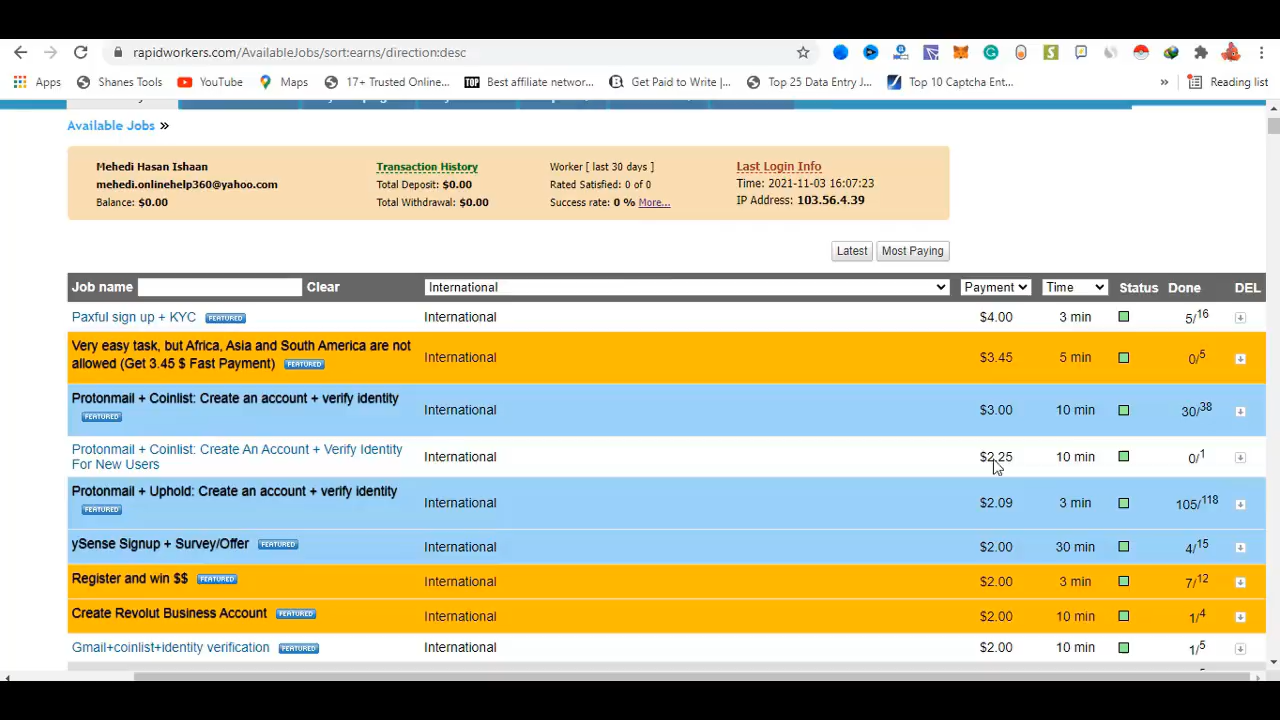 rapidworkers.com/AvailableJobs/sort:earns/direction:desc
Apps Shanes Tools YouTube Maps 17+ Trusted Onlin... TOP Best affiliate networ... Get Paid to Write |... Top 25 Data Entry J... Top 10 Captcha Ent... » Reading list
Available Jobs »
Mehedi Hasan Ishaan Transaction History Worker [ last 30 days ] Last Login Info
mehedi.onlinehelp360@yahoo.com Total Deposit: $0.00 Rated Satisfied: 0 of 0 Time: 2021-11-03 16:07:23
Balance: $0.00 Total Withdrawal: $0.00 Success rate: 0 % More... IP Address: 103.56.4.39
Latest Most Paying
Job name Clear International Payment Time Status Done DEL
Paxful sign up + KYC FEATURED International $4.00 3 min 5/16
Very easy task, but Africa, Asia and South America are not
allowed (Get 3.45 $ Fast Payment) FEATURED International $3.45 5 min 0/5
Protonmail + Coinlist: Create an account + verify identity
FEATURED International $3.00 10 min 30/38
Protonmail + Coinlist: Create An Account + Verify Identity
For New Users International $2.25 10 min 0/1
Protonmail + Uphold: Create an account + verify identity
FEATURED International $2.09 3 min 105/118
ySense Signup + Survey/Offer FEATURED International $2.00 30 min 4/15
Register and win $$ FEATURED International $2.00 3 min 7/12
Create Revolut Business Account FEATURED International $2.00 10 min 1/4
Gmail+coinlist+identity verification FEATURED International $2.00 10 min 1/5